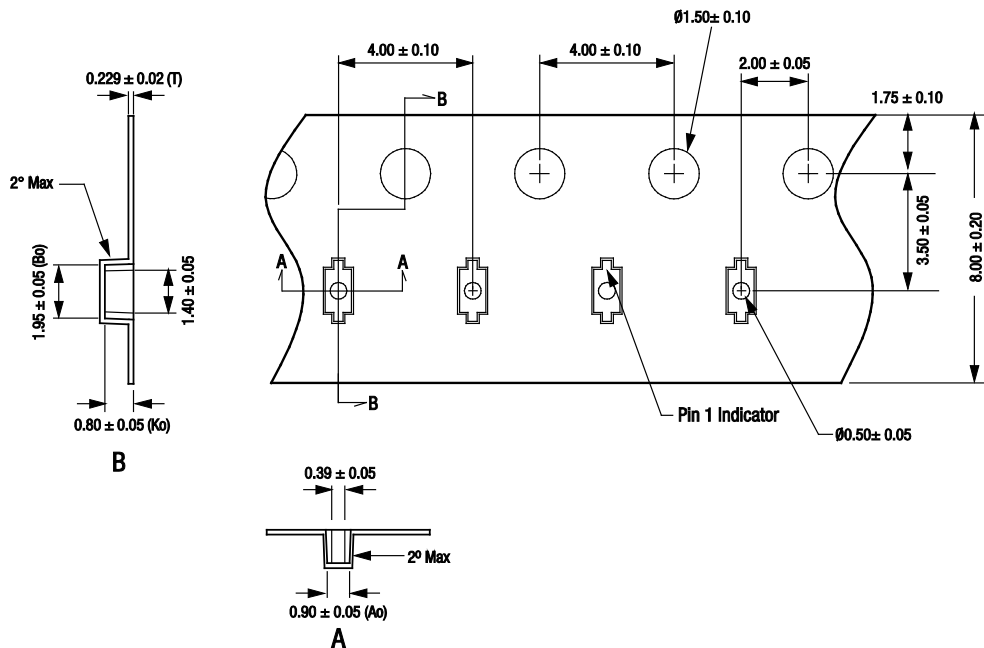 Ø1.50± 0.10
4.00 ± 0.10
4.00 ± 0.10
2.00 ± 0.05
0.229 ± 0.02 (T)
B
1.75 ± 0.10
2° Max
3.50 ± 0.05
8.00 ± 0.20
A
A
1.95 ± 0.05 (Bo)
1.40 ± 0.05
B
Pin 1 Indicator
0.80 ± 0.05 (Ko)
Ø0.50± 0.05
B
0.39 ± 0.05
2º Max
0.90 ± 0.05 (Ao)
A